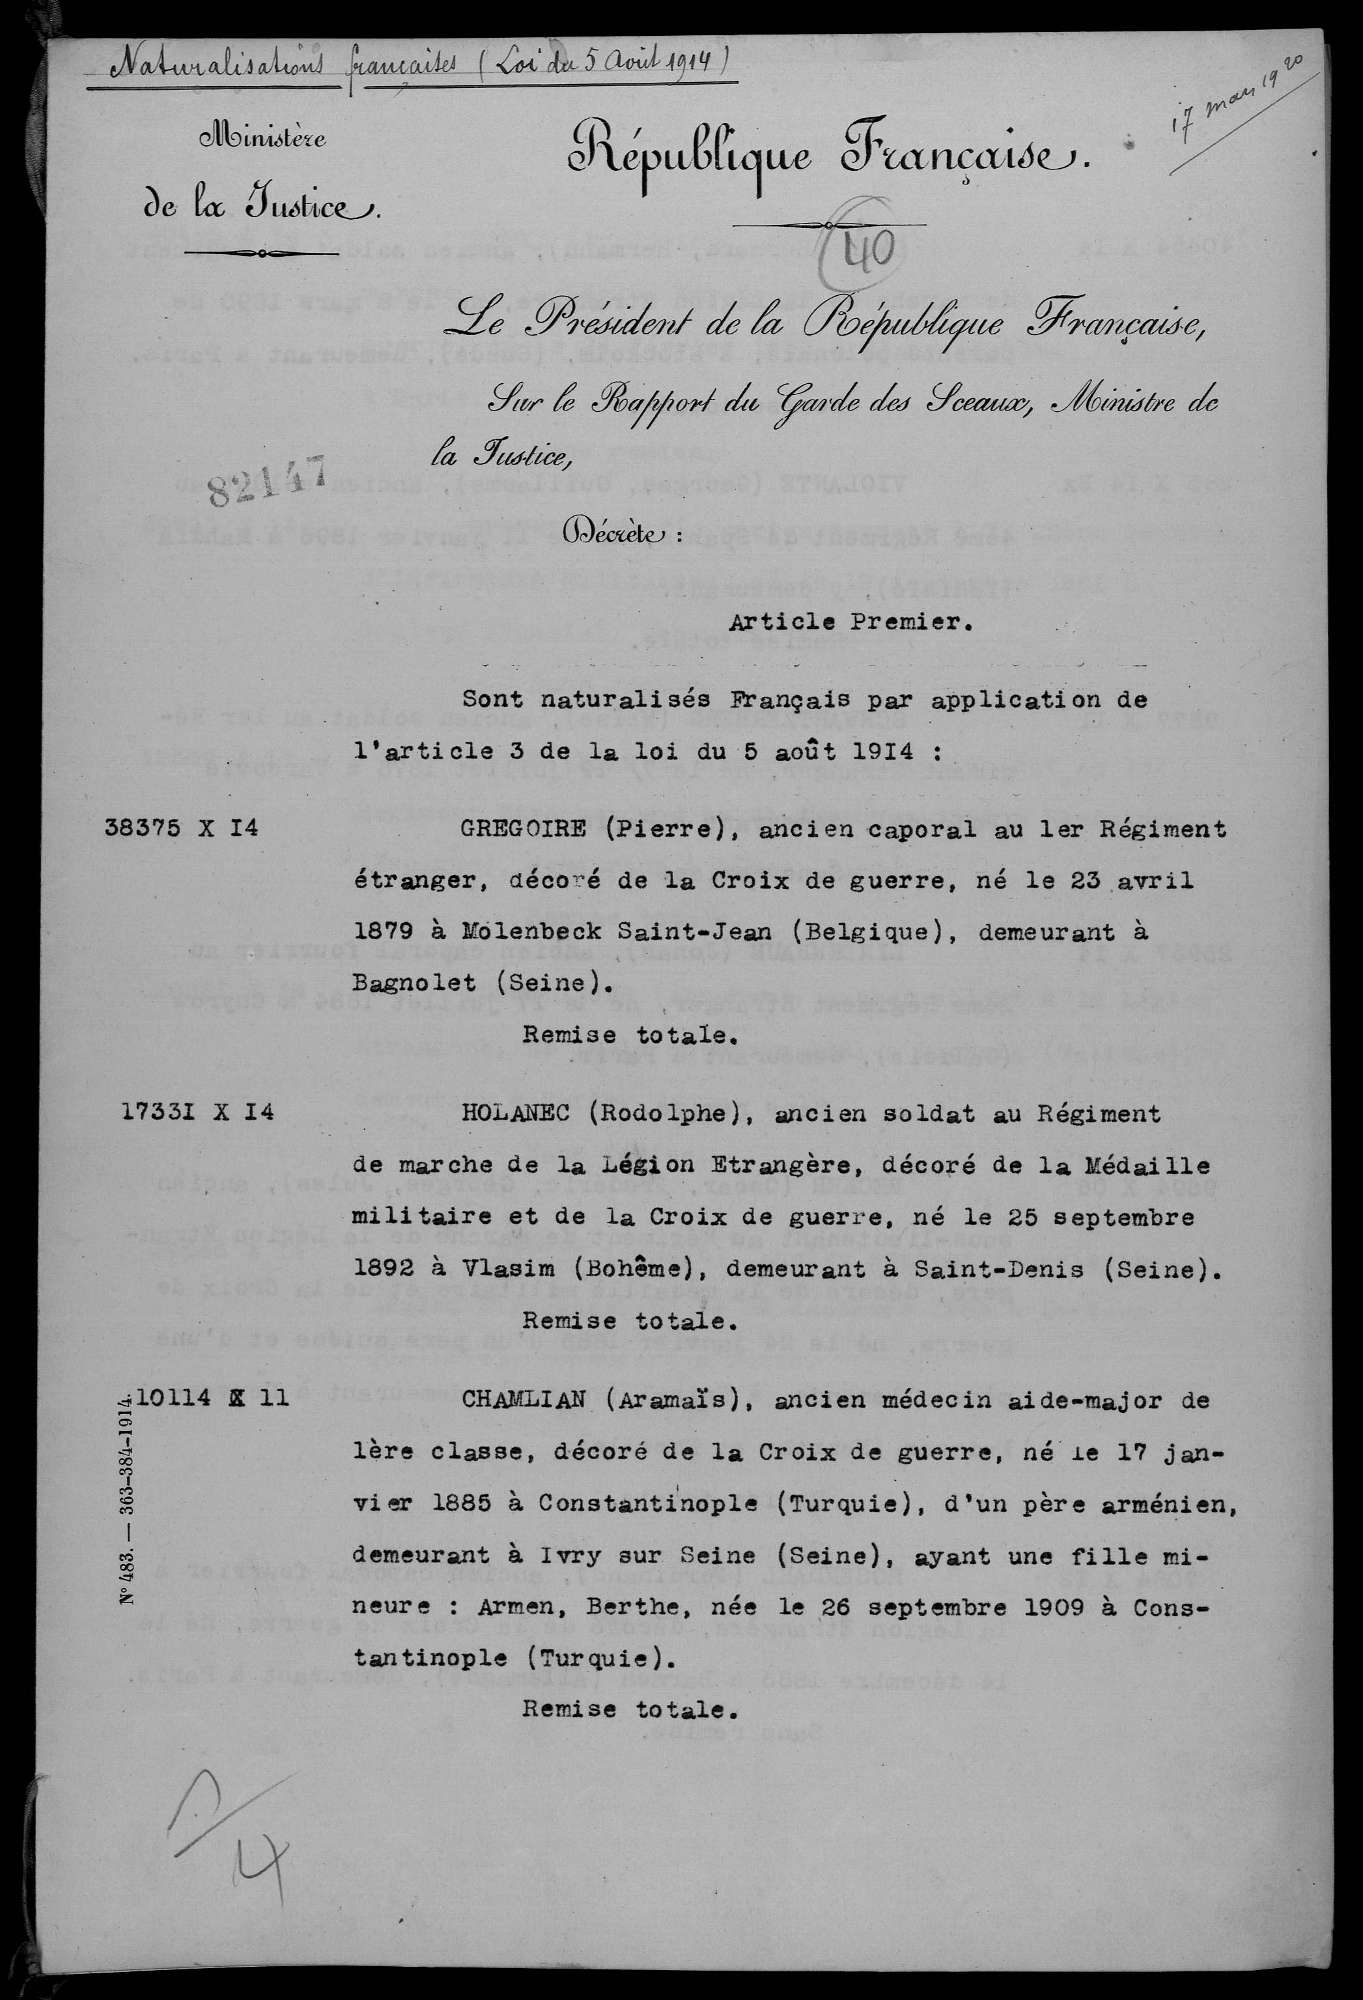 Naturalisations françaises (Loi du 5 Août 1914)
17 mars 1920
Ministère
de la Justice.
République Française.
40
Le Président de la République Française,
Sur le Rapport du Garde des Sceaux, Ministre de
la Justice,
82147
Décrète :
Article Premier.
Sont naturalisés Français par application de
l'article 3 de la loi du 5 août 19I4 :
38375 X I4
GREGOIRE (Pierre), ancien caporal au 1er Régiment
étranger, décoré de la Croix de guerre, né le 23 avril
1879 à Molenbeck Saint-Jean (Belgique), demeurant à
Bagnolet (Seine).
Remise totale.
1733I X I4
HOLANEC (Rodolphe), ancien soldat au Régiment
de marche de la Légion Etrangère, décoré de la Médaille
militaire et de la Croix de guerre, né le 25 septembre
1892 à Vlasim (Bohême), demeurant à Saint-Denis (Seine).
Remise totale.
10114 X 11
CHAMLIAN (Aramaïs), ancien médecin aide-major de
1ère classe, décoré de la Croix de guerre, né le 17 jan-
vier 1885 à Constantinople (Turquie), d'un père arménien,
demeurant à Ivry sur Seine (Seine), ayant une fille mi-
neure : Armen, Berthe, née le 26 septembre 1909 à Cons-
tantinople (Turquie).
Remise totale.
N° 483. — 363-384-1914.
4